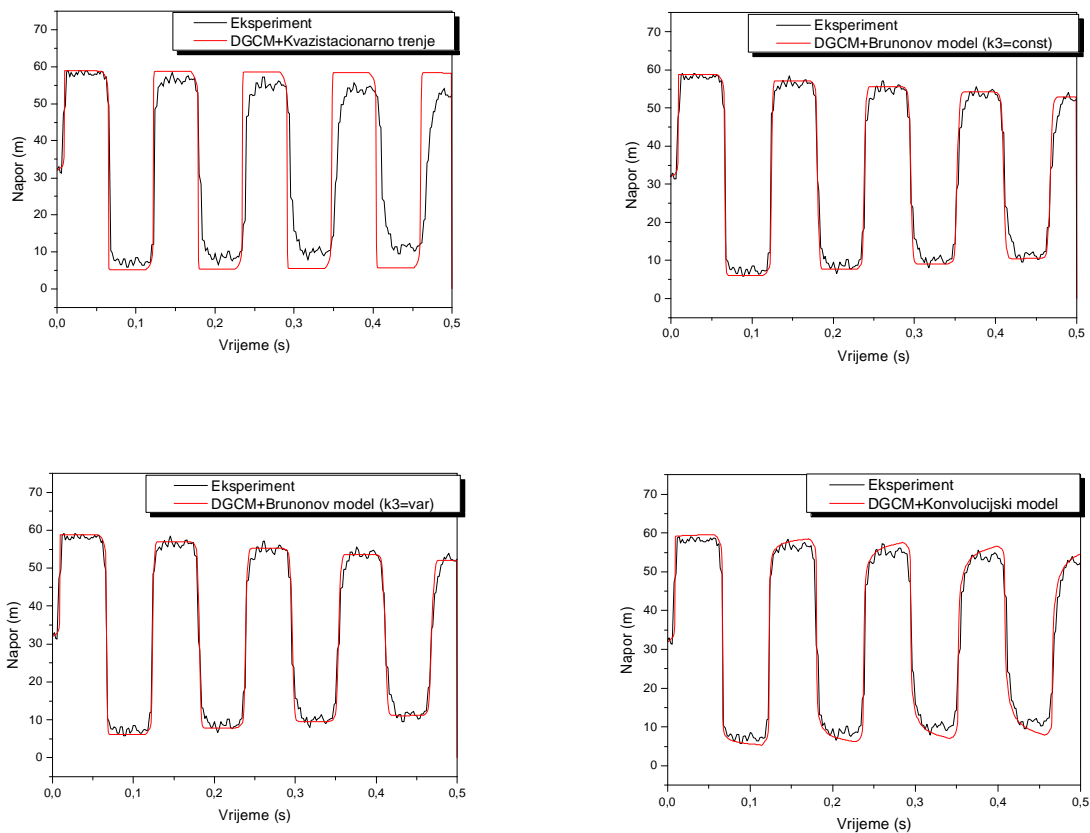 Eksperiment
DGCM+Kvazistacionarno trenje
70
60
50
40
30
20
10
0
Napor (m)
0,0 0,1 0,2 0,3 0,4 0,5
Vrijeme (s)
Eksperiment
DGCM+Brunonov model (k3=const)
70
60
50
40
30
20
10
0
Napor (m)
0,0 0,1 0,2 0,3 0,4 0,5
Vrijeme (s)
Eksperiment
DGCM+Brunonov model (k3=var)
70
60
50
40
30
20
10
0
Napor (m)
0,0 0,1 0,2 0,3 0,4 0,5
Vrijeme (s)
Eksperiment
DGCM+Konvolucijski model
70
60
50
40
30
20
10
0
Napor (m)
0,0 0,1 0,2 0,3 0,4 0,5
Vrijeme (s)